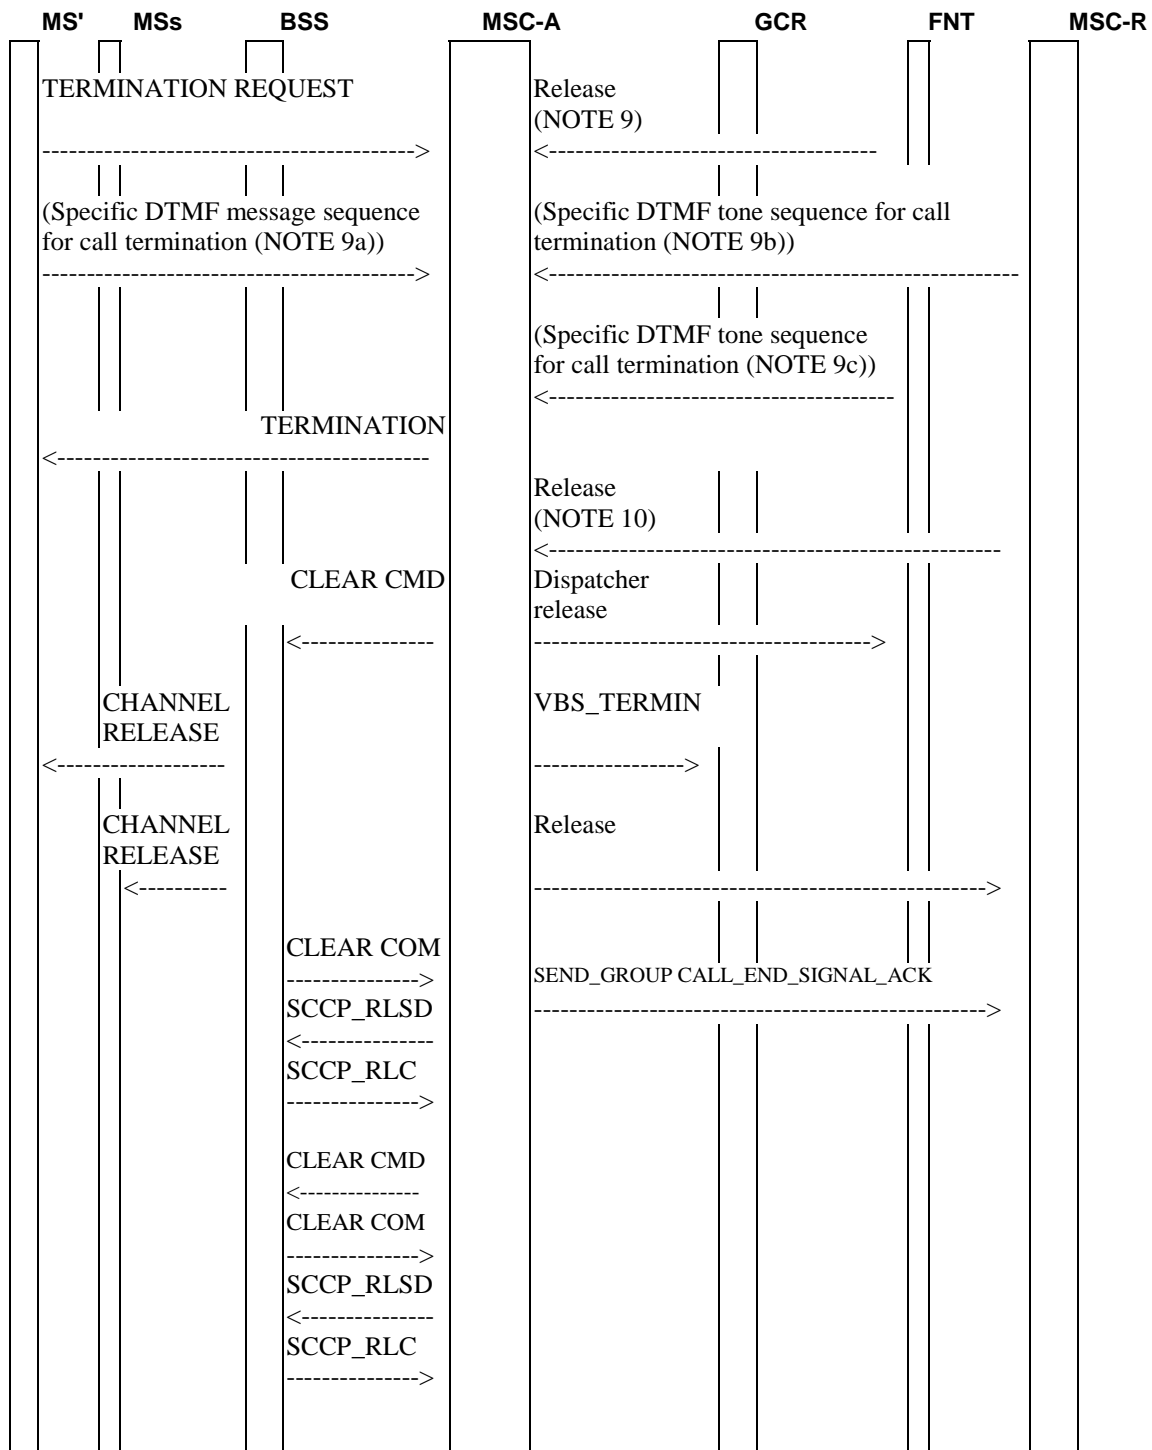 MS' MSs BSS MSC-A GCR FNT MSC-R
TERMINATION REQUEST Release
(NOTE 9)
(Specific DTMF message sequence (Specific DTMF tone sequence for call
for call termination (NOTE 9a)) termination (NOTE 9b))
(Specific DTMF tone sequence
for call termination (NOTE 9c))
TERMINATION
Release
(NOTE 10)
CLEAR CMD Dispatcher
release
CHANNEL VBS_TERMIN
RELEASE
CHANNEL Release
RELEASE
CLEAR COM
SEND_GROUP CALL_END_SIGNAL_ACK
SCCP_RLSD
SCCP_RLC
CLEAR CMD
CLEAR COM
SCCP_RLSD
SCCP_RLC